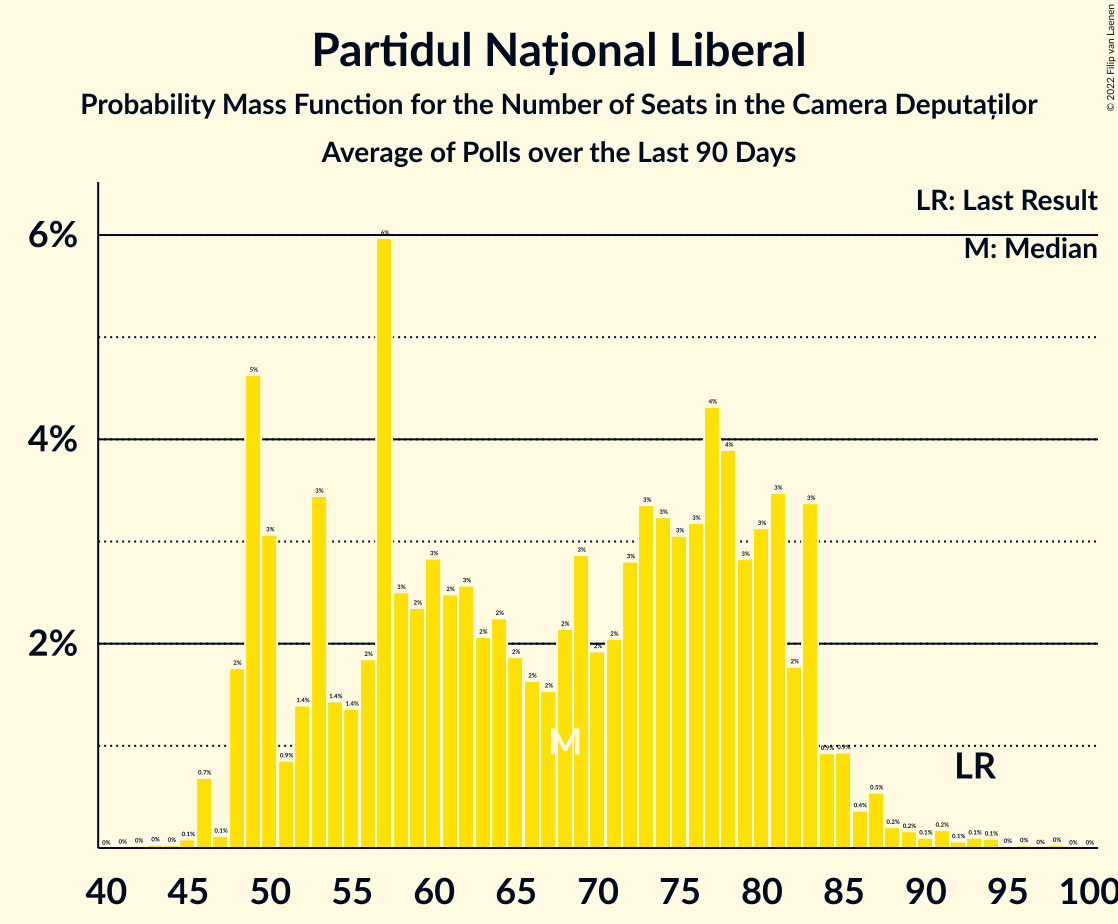 Partidul Național Liberal
Probability Mass Function for the Number of Seats in the Camera Deputaților
Average of Polls over the Last 90 Days
© 2022 Filip van Laenen
LR: Last Result
M: Median
6%
4%
2%
0% 0% 0% 0% 0% 0.1% 0.7% 0.1% 2% 5% 3% 0.9% 1.4% 3% 1.4% 1.4% 2% 6% 3% 2% 3% 2% 3% 2% 2% 2% 2% 2% 2% 3% 2% 2% 3% 3% 3% 3% 3% 4% 4% 3% 3% 3% 2% 3% 0.9% 0.9% 0.4% 0.5% 0.2% 0.2% 0.1% 0.2% 0.1% 0.1% 0.1% 0% 0% 0% 0% 0% 0%
M
LR
40 45 50 55 60 65 70 75 80 85 90 95 100